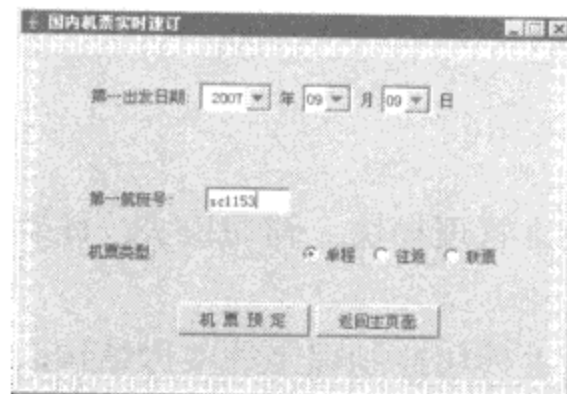 国内机票实时速订
第一出发日期: 2007 年 09 月 09 日
第一航班号: sc1153
机票类型 单程 往返 联票
机 票 预 定 返回主页面